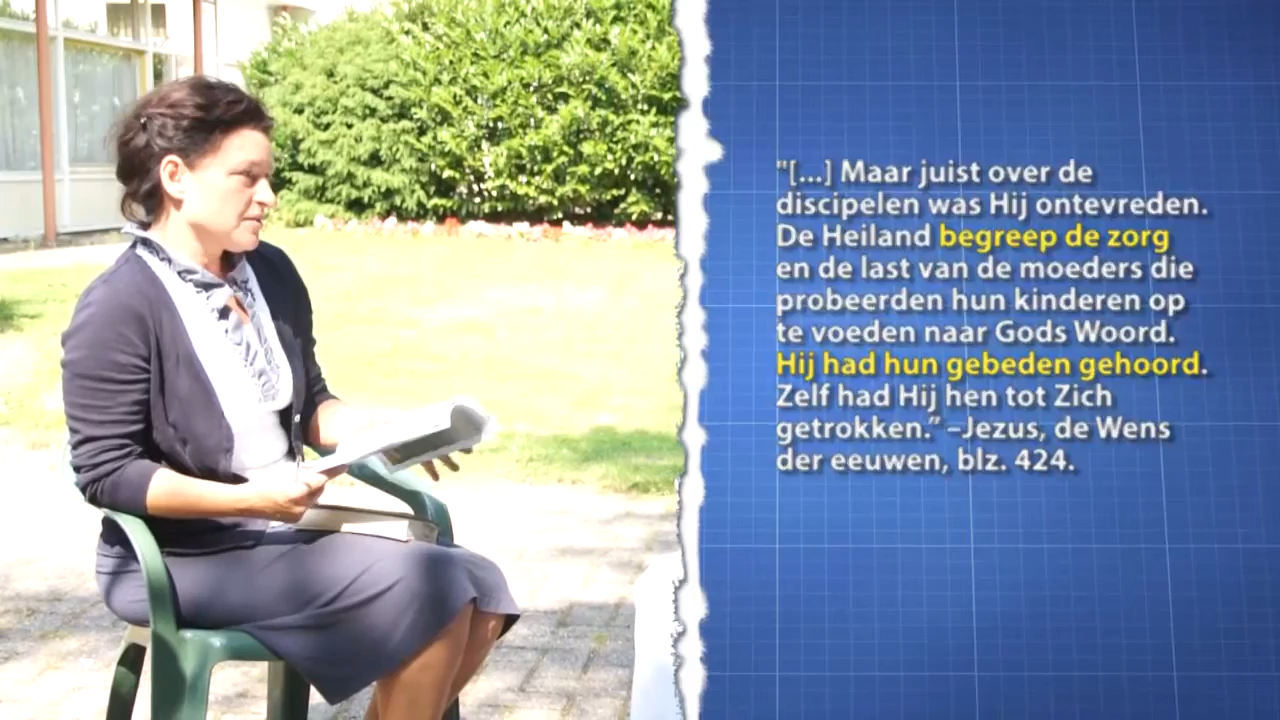 "[...] Maar juist over de
discipelen was Hij ontevreden.
De Heiland begreep de zorg
en de last van de moeders die
probeerden hun kinderen op
te voeden naar Gods Woord.
Hij had hun gebeden gehoord.
Zelf had Hij hen tot Zich
getrokken.” –Jezus, de Wens
der eeuwen, blz. 424.